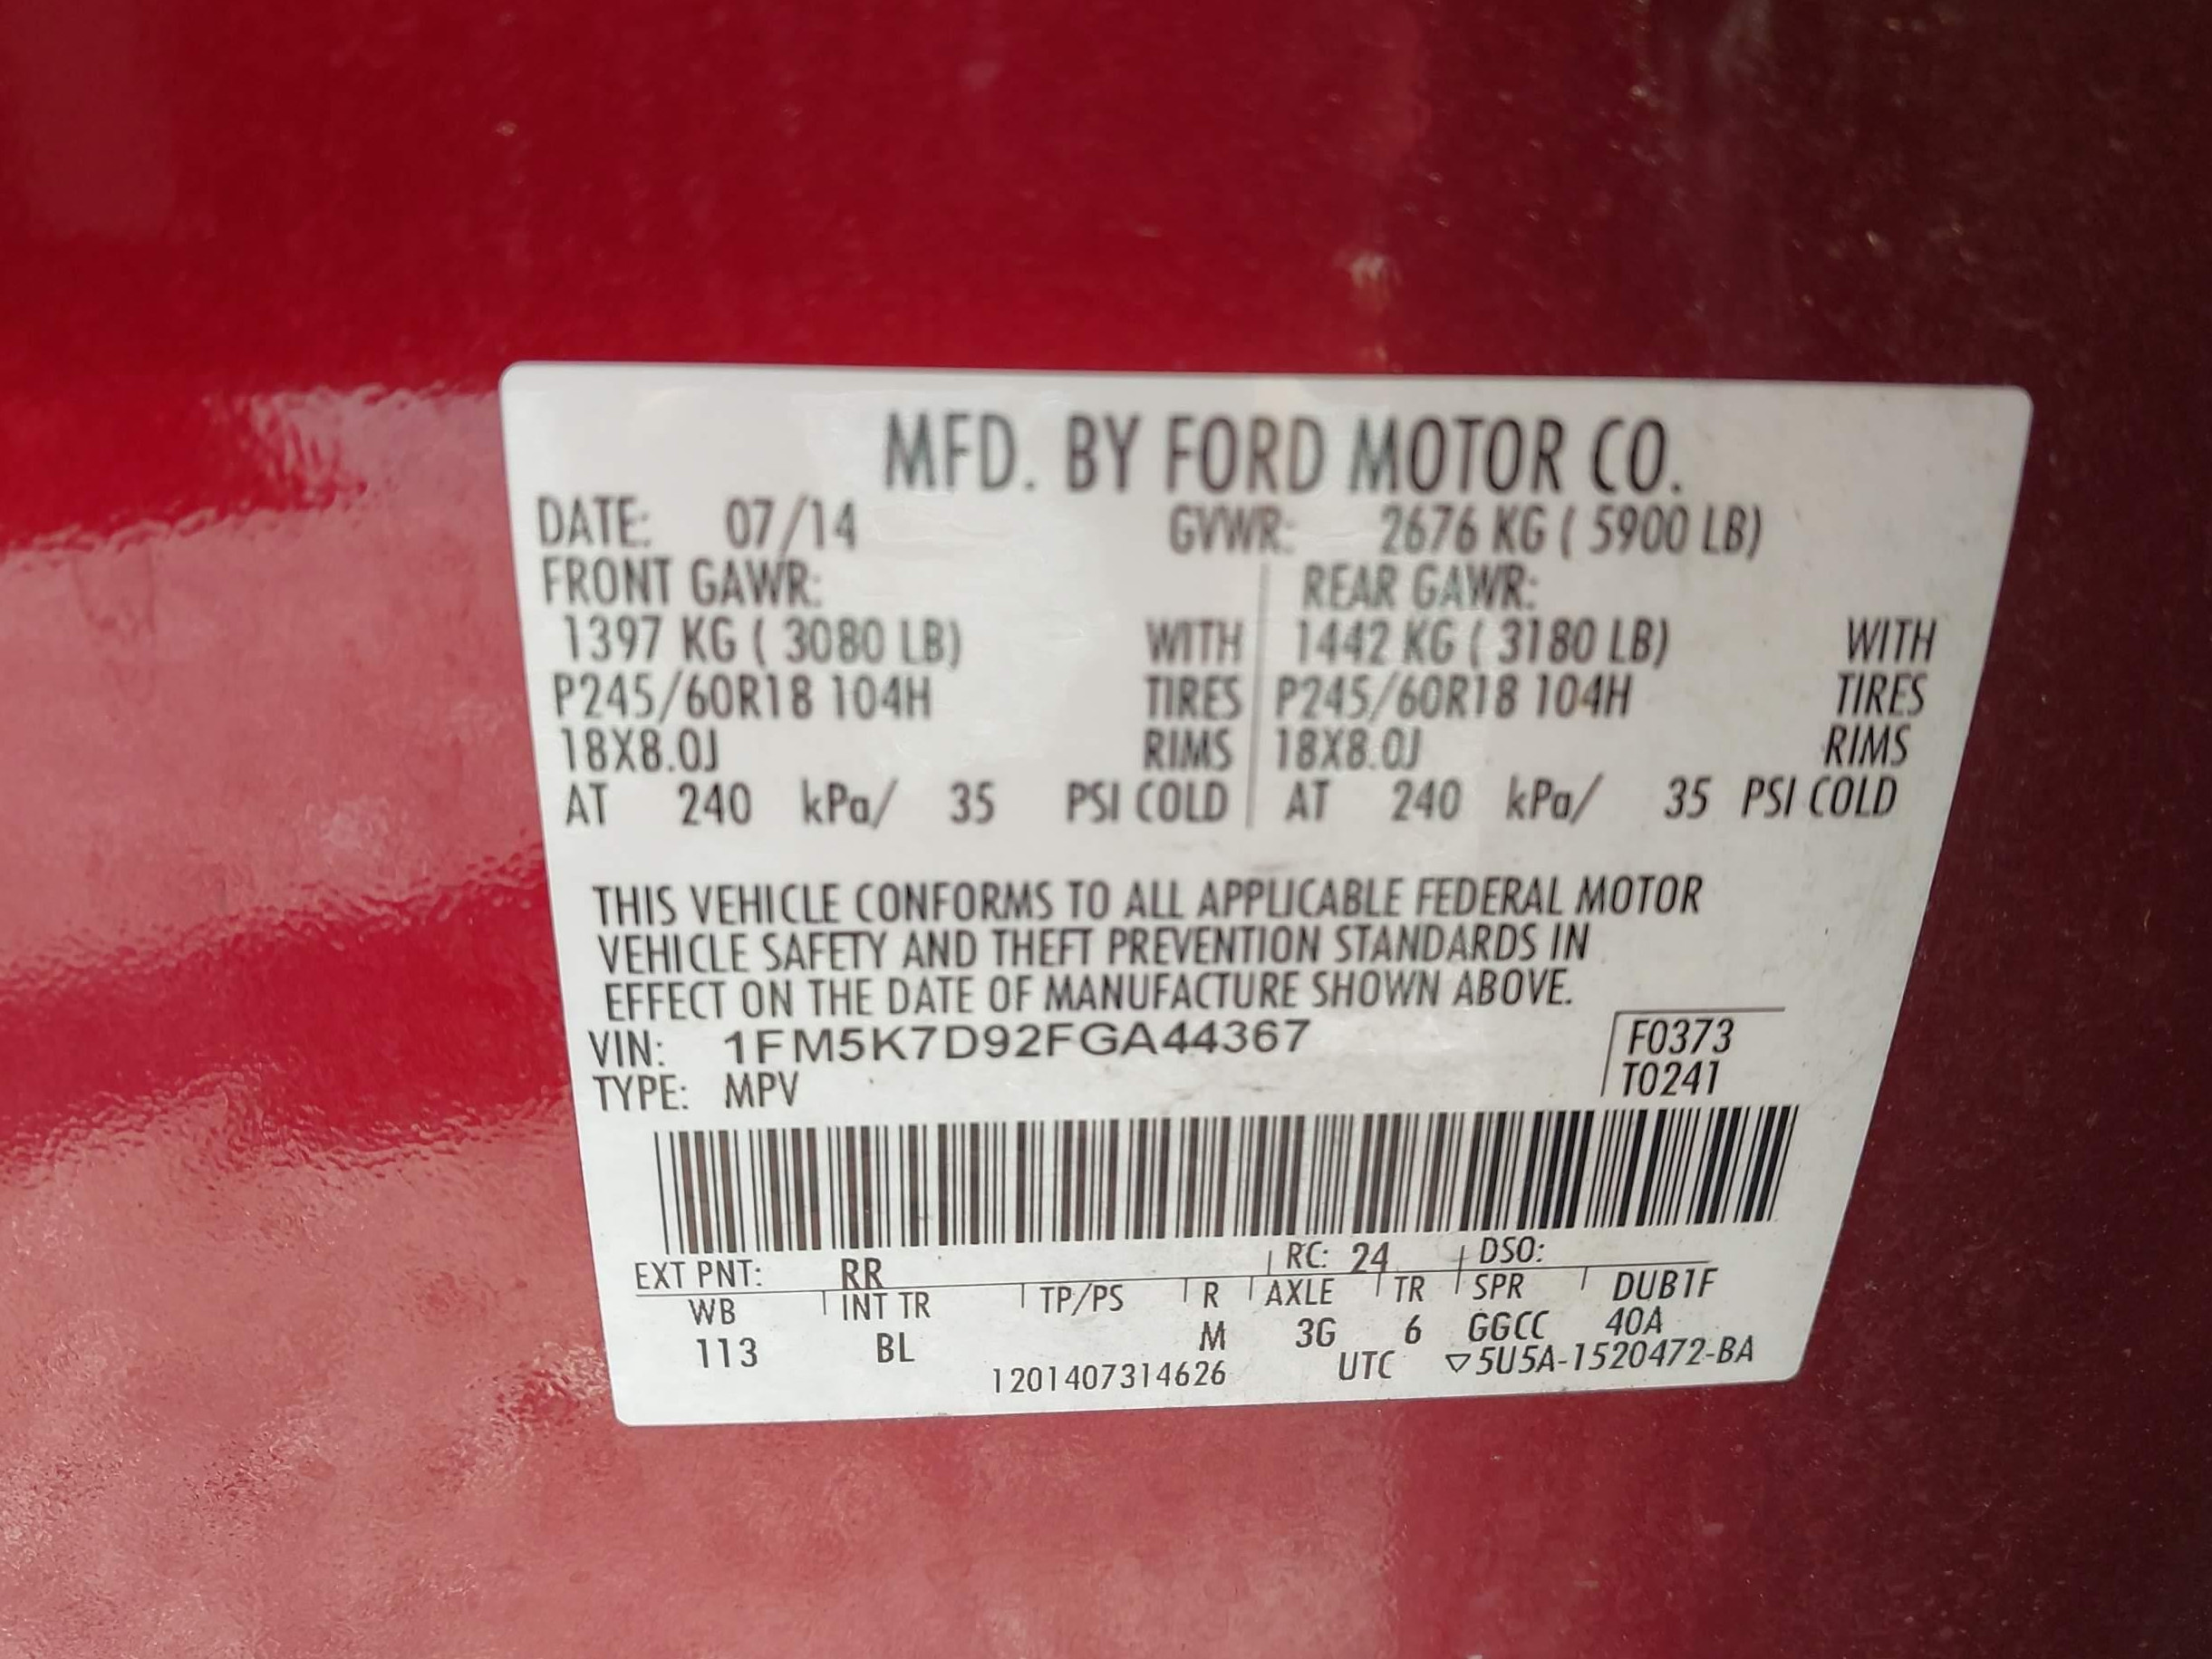 MFD. BY FORD MOTOR CO.
DATE: 07/14 GVWR: 2676 KG ( 5900 LB)
FRONT GAWR: REAR GAWR:
1397 KG ( 3080 LB) WITH 1442 KG ( 3180 LB) WITH
P245/60R18 104H TIRES P245/60R18 104H TIRES
18X8.0J RIMS 18X8.0J RIMS
AT 240 kPa/ 35 PSI COLD AT 240 kPa/ 35 PSI COLD
THIS VEHICLE CONFORMS TO ALL APPLICABLE FEDERAL MOTOR
VEHICLE SAFETY AND THEFT PREVENTION STANDARDS IN
EFFECT ON THE DATE OF MANUFACTURE SHOWN ABOVE.
VIN: 1FM5K7D92FGA44367 F0373
TYPE: MPV T0241
EXT PNT: RR RC: 24 DSO:
WB INT TR TP/PS R AXLE TR SPR DUB1F
113 BL M 3G 6 GGCC 40A
1201407314626 UTC ▽5U5A-1520472-BA